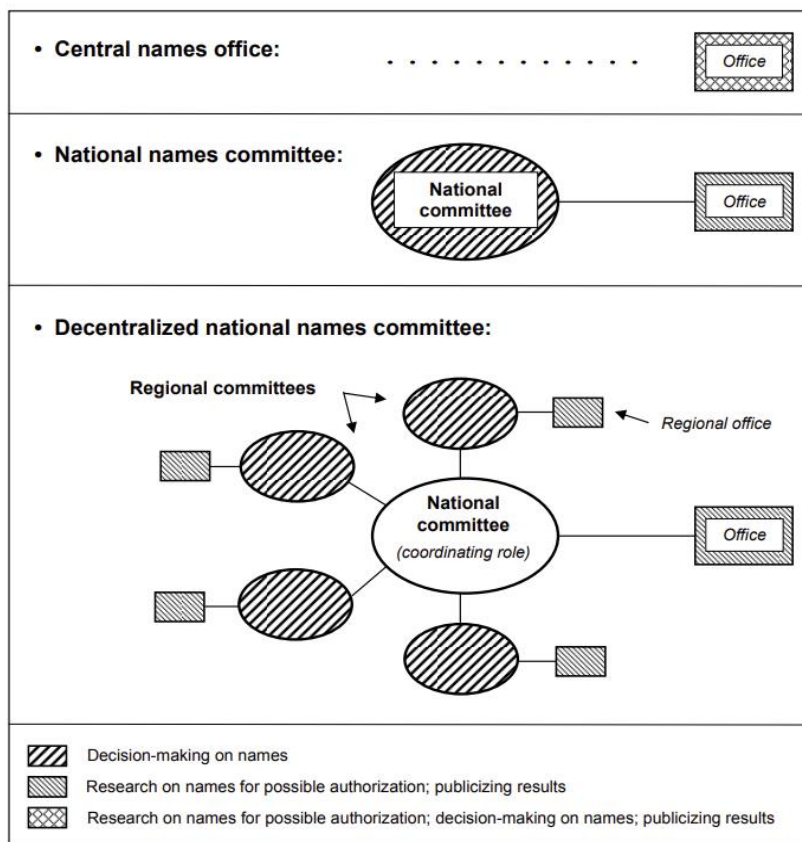 • Central names office:
Office
• National names committee:
National
committee
Office
• Decentralized national names committee:
Regional committees
Regional office
National
committee
(coordinating role)
Office
Decision-making on names
Research on names for possible authorization; publicizing results
Research on names for possible authorization; decision-making on names; publicizing results